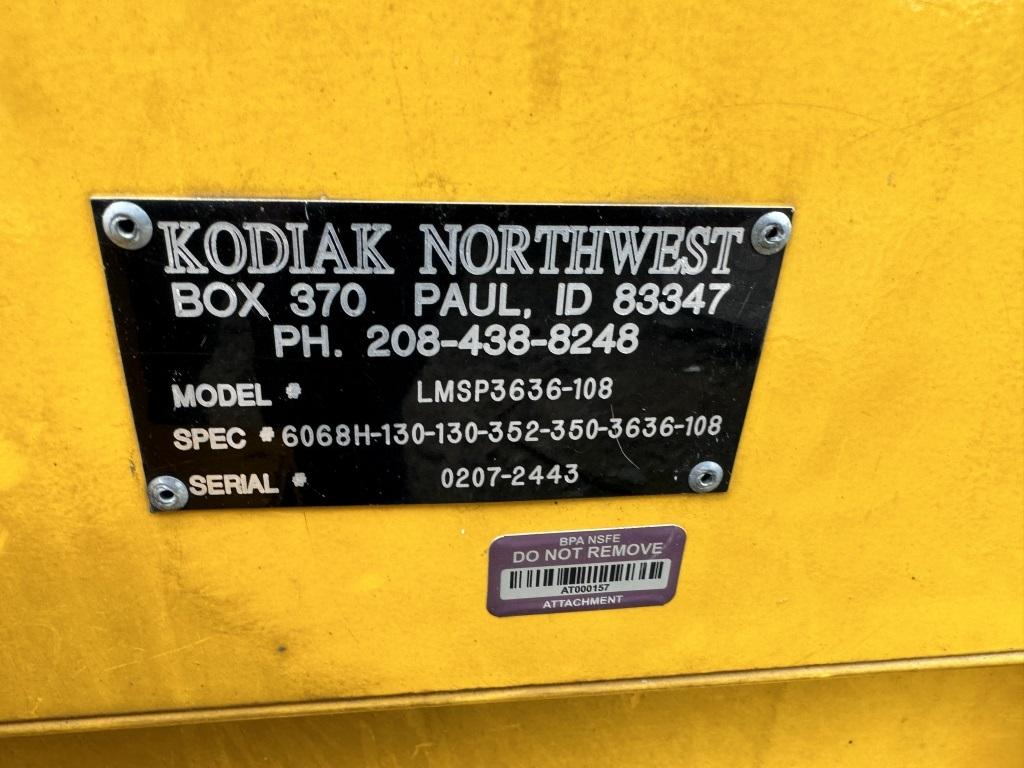 KODIAK NORTHWEST
BOX 370 PAUL, ID 83347
PH. 208-438-8248
MODEL # LMSP3636-108
SPEC # 6068H-130-130-352-350-3636-108
SERIAL # 0207-2443
BPA NSFE
DO NOT REMOVE
AT000157
ATTACHMENT